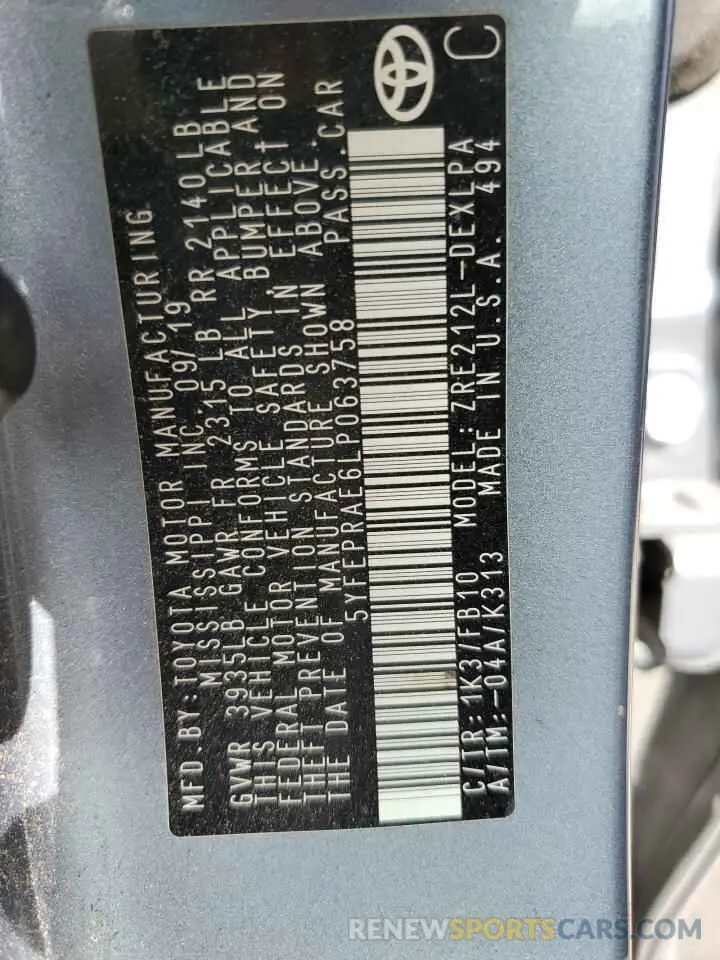 MFD.BY:TOYOTA MOTOR MANUFACTURING
MISSISSIPPI INC. 09/19
GVWR 3935LB GAWR FR 2315 LB RR 2140LB
THIS VEHICLE CONFORMS TO ALL APPLICABLE
FEDERAL MOTOR VEHICLE SAFETY, BUMPER, AND
THEFT PREVENTION STANDARDS IN EFFECT ON
THE DATE OF MANUFACTURE SHOWN ABOVE.
5YFEPRAE6LP063758 PASS.CAR
C/TR:1K3/FB10 MODEL:ZRE212L-DEXLPA
A/TM:-04A/K313 MADE IN U.S.A. 494
C
RENEWSPORTSCARS.COM